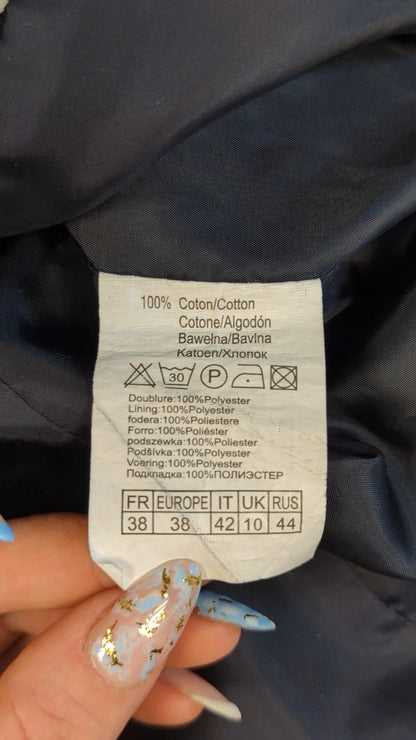 100% Coton/Cotton
Cotone/Algodón
Bawełna/Bavlna
Katoen/Хлопок
30 P
Doublure:100%Polyester
Lining:100%Polyester
fodera:100%Poliestere
Forro:100%Poliéster
podszewka:100%Poliester
Podšívka:100%Polyester
Voering:100%Polyester
Подкладка:100%ПОЛИЭСТЕР
FR EUROPE IT UK RUS
38 38 42 10 44